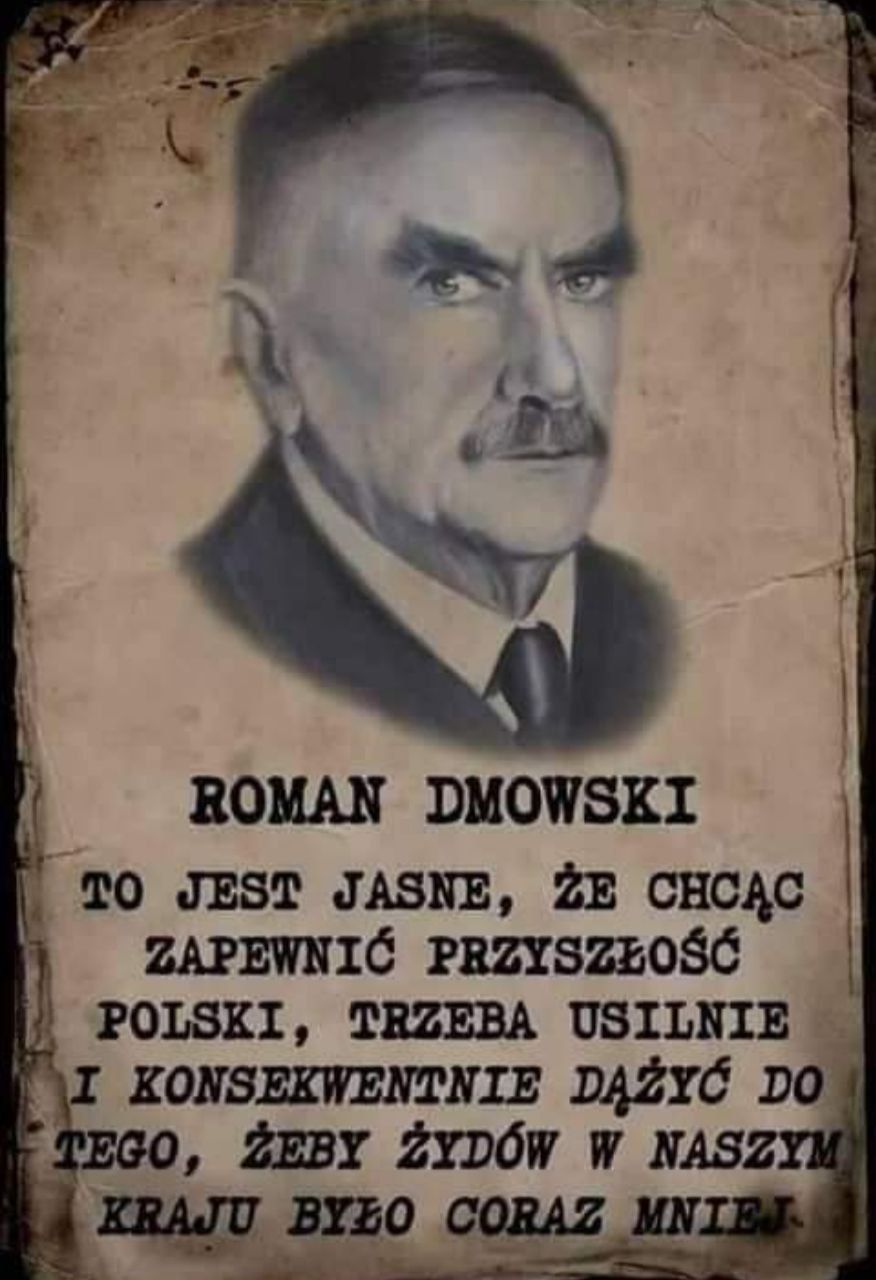 ROMAN DMOWSKI
TO JEST JASNE, ŻE CHCĄC
ZAPEWNIĆ PRZYSZŁOŚĆ
POLSKI, TRZEBA USILNIE
I KONSEKWENTNIE DĄŻYĆ DO
TEGO, ŻEBY ŻYDÓW W NASZYM
KRAJU BYŁO CORAZ MNIEJ